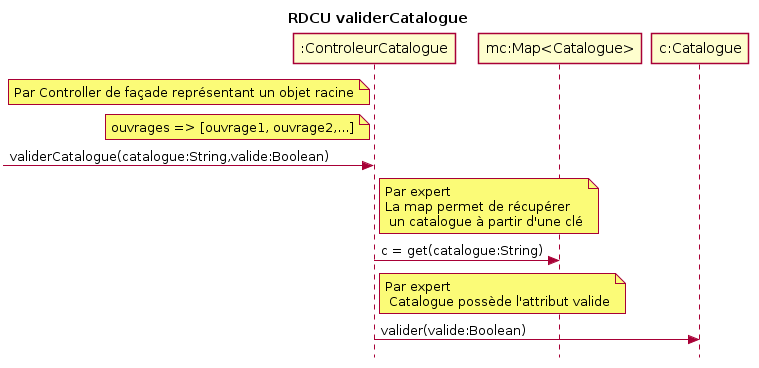 RDCU validerCatalogue
:ControleurCatalogue
mc:Map<Catalogue>
c:Catalogue
Par Controller de façade représentant un objet racine
ouvrages => [ouvrage1, ouvrage2,...]
validerCatalogue(catalogue:String,valide:Boolean)
Par expert
La map permet de récupérer
un catalogue à partir d'une clé
c = get(catalogue:String)
Par expert
Catalogue possède l'attribut valide
valider(valide:Boolean)